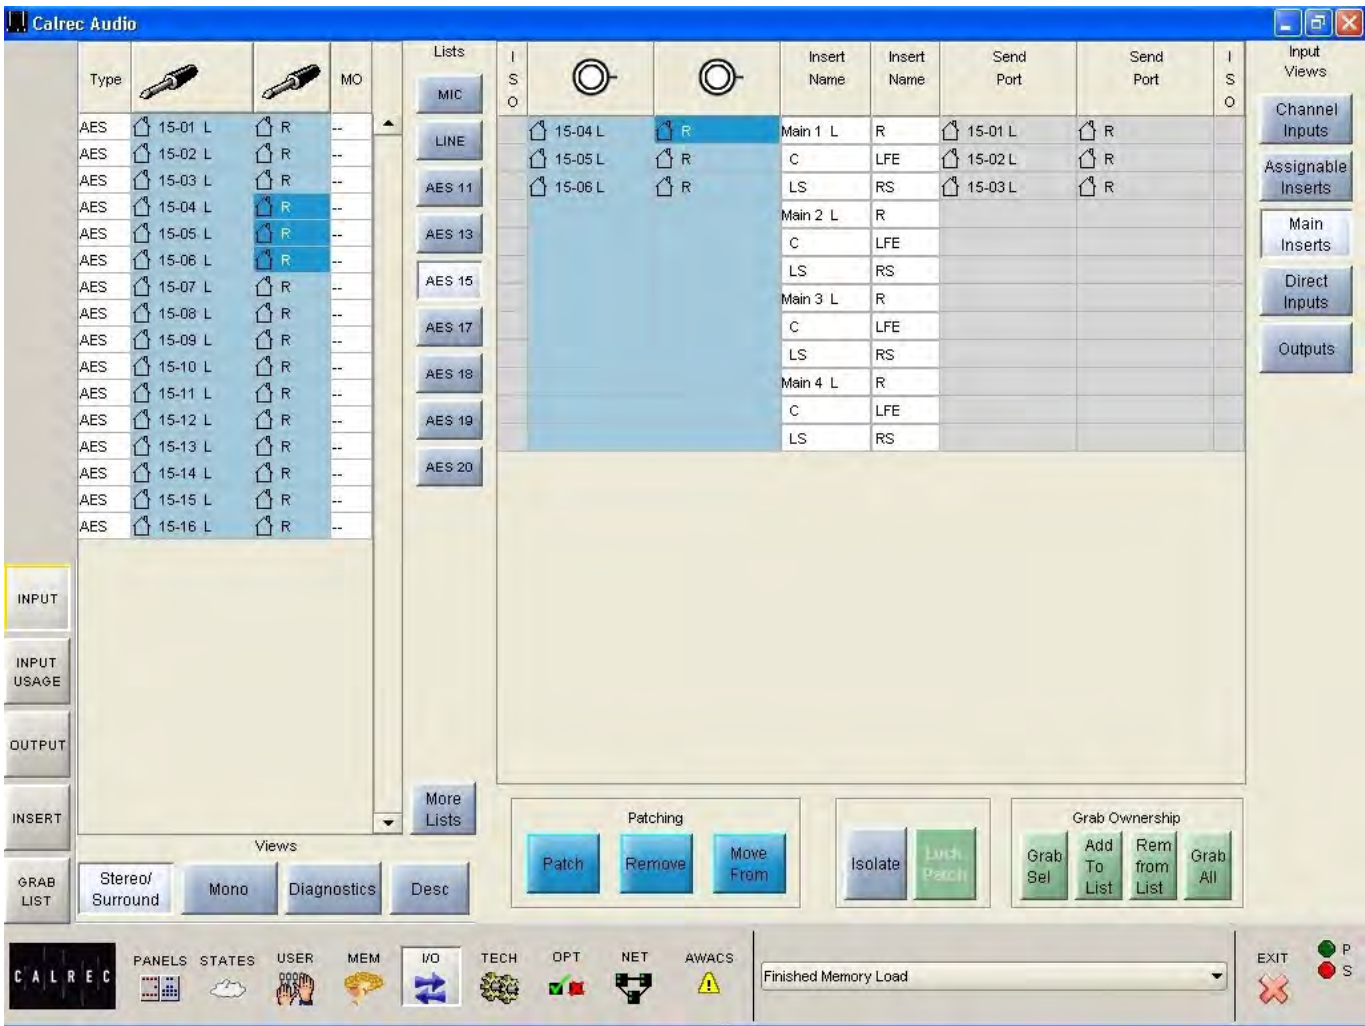 Calrec Audio
Type MO
AES 15-01 L R --
AES 15-02 L R --
AES 15-03 L R --
AES 15-04 L R --
AES 15-05 L R --
AES 15-06 L R --
AES 15-07 L R --
AES 15-08 L R --
AES 15-09 L R --
AES 15-10 L R --
AES 15-11 L R --
AES 15-12 L R --
AES 15-13 L R --
AES 15-14 L R --
AES 15-15 L R --
AES 15-16 L R --
Lists
MIC
LINE
AES 11
AES 13
AES 15
AES 17
AES 18
AES 19
AES 20
More
Lists
I
S
O
Insert
Name
Insert
Name
Send
Port
Send
Port
I
S
O
15-04 L R Main 1 L R 15-01 L R
15-05 L R C LFE 15-02 L R
15-06 L R LS RS 15-03 L R
Main 2 L R
C LFE
LS RS
Main 3 L R
C LFE
LS RS
Main 4 L R
C LFE
LS RS
Input
Views
Channel
Inputs
Assignable
Inserts
Main
Inserts
Direct
Inputs
Outputs
INPUT
INPUT
USAGE
OUTPUT
INSERT
GRAB
LIST
Views
Stereo/
Surround
Mono
Diagnostics
Desc
Patching
Patch
Remove
Move
From
Isolate
Patch
Grab Ownership
Grab
Sel
Add
To
List
Rem
from
List
Grab
All
CALREC
PANELS STATES USER MEM I/O TECH OPT NET AWACS
Finished Memory Load
EXIT
P
S